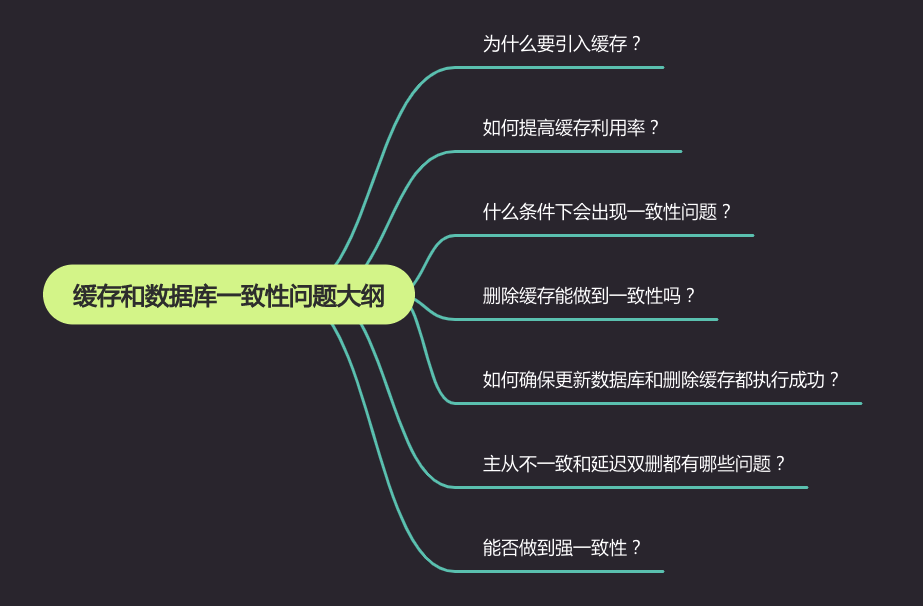 为什么要引入缓存？
如何提高缓存利用率？
什么条件下会出现一致性问题？
缓存和数据库一致性问题大纲
删除缓存能做到一致性吗？
如何确保更新数据库和删除缓存都执行成功？
主从不一致和延迟双删都有哪些问题？
能否做到强一致性？